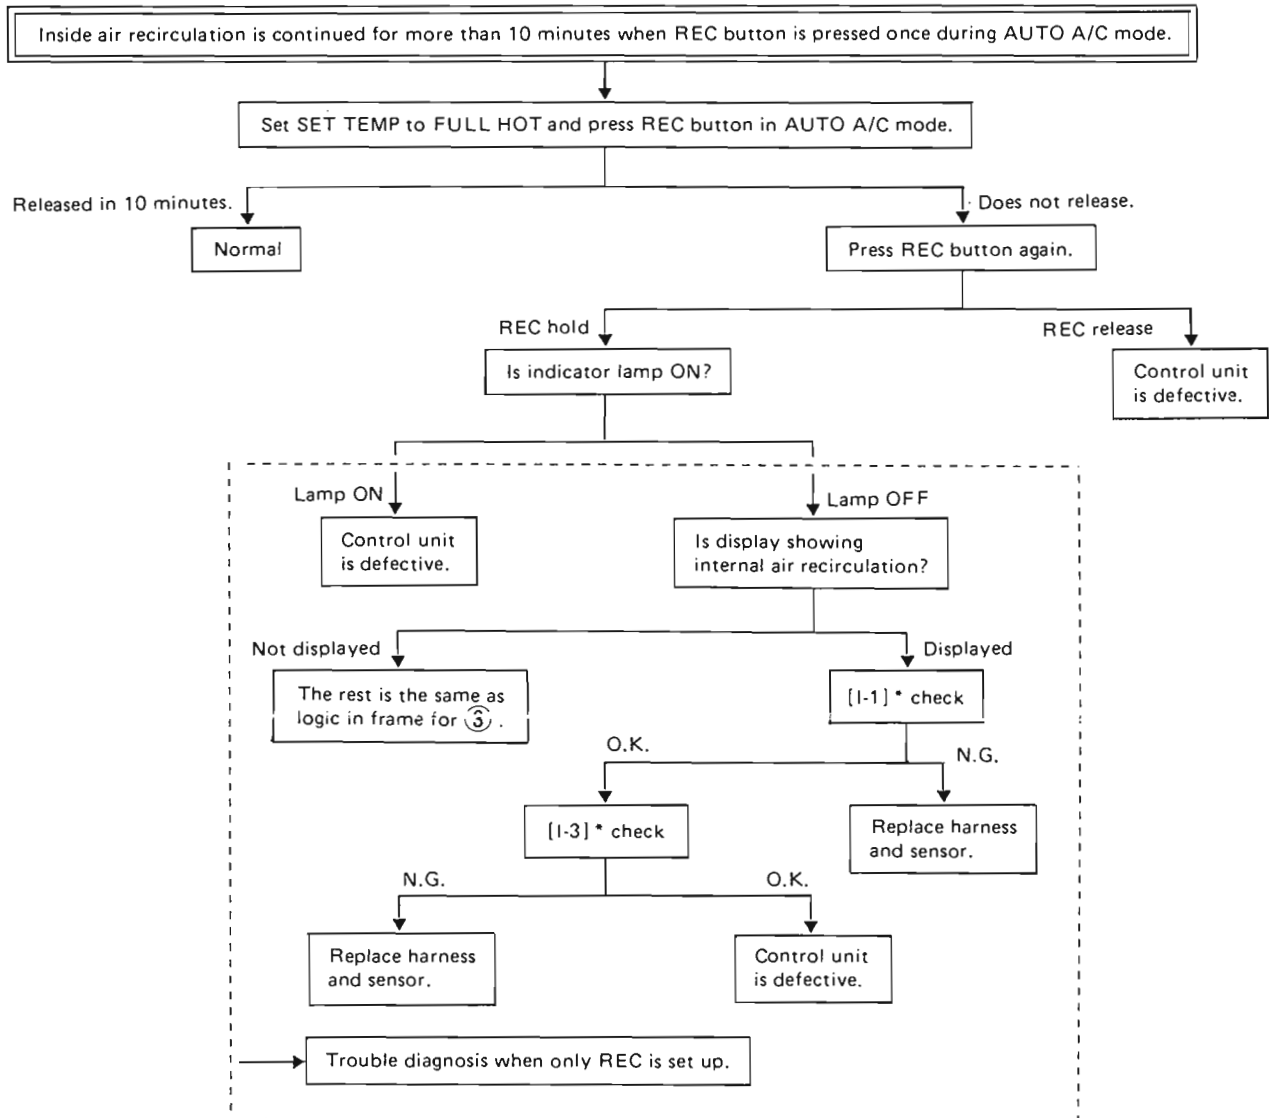 Inside air recirculation is continued for more than 10 minutes when REC button is pressed once during AUTO A/C mode.
Set SET TEMP to FULL HOT and press REC button in AUTO A/C mode.
Released in 10 minutes.
Does not release.
Normal
Press REC button again.
REC hold
REC release
Is indicator lamp ON?
Control unit
is defective.
Lamp ON
Lamp OFF
Control unit
is defective.
Is display showing
internal air recirculation?
Not displayed
Displayed
The rest is the same as
logic in frame for ③ .
[I-1] * check
O.K.
N.G.
[I-3] * check
Replace harness
and sensor.
N.G.
O.K.
Replace harness
and sensor.
Control unit
is defective.
Trouble diagnosis when only REC is set up.